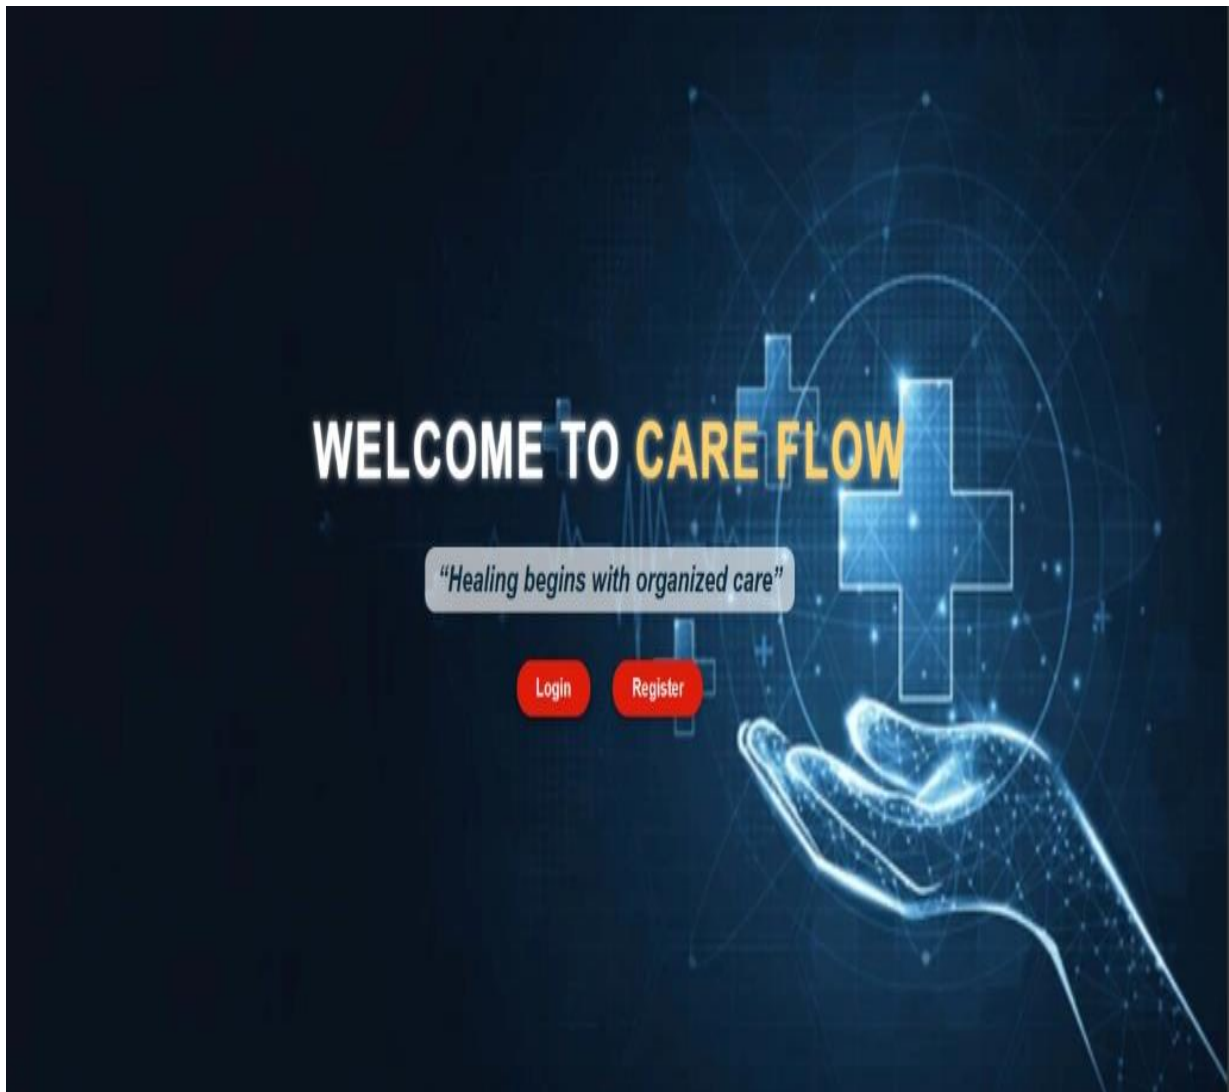 WELCOME TO CARE FLOW
“Healing begins with organized care”
Login Register